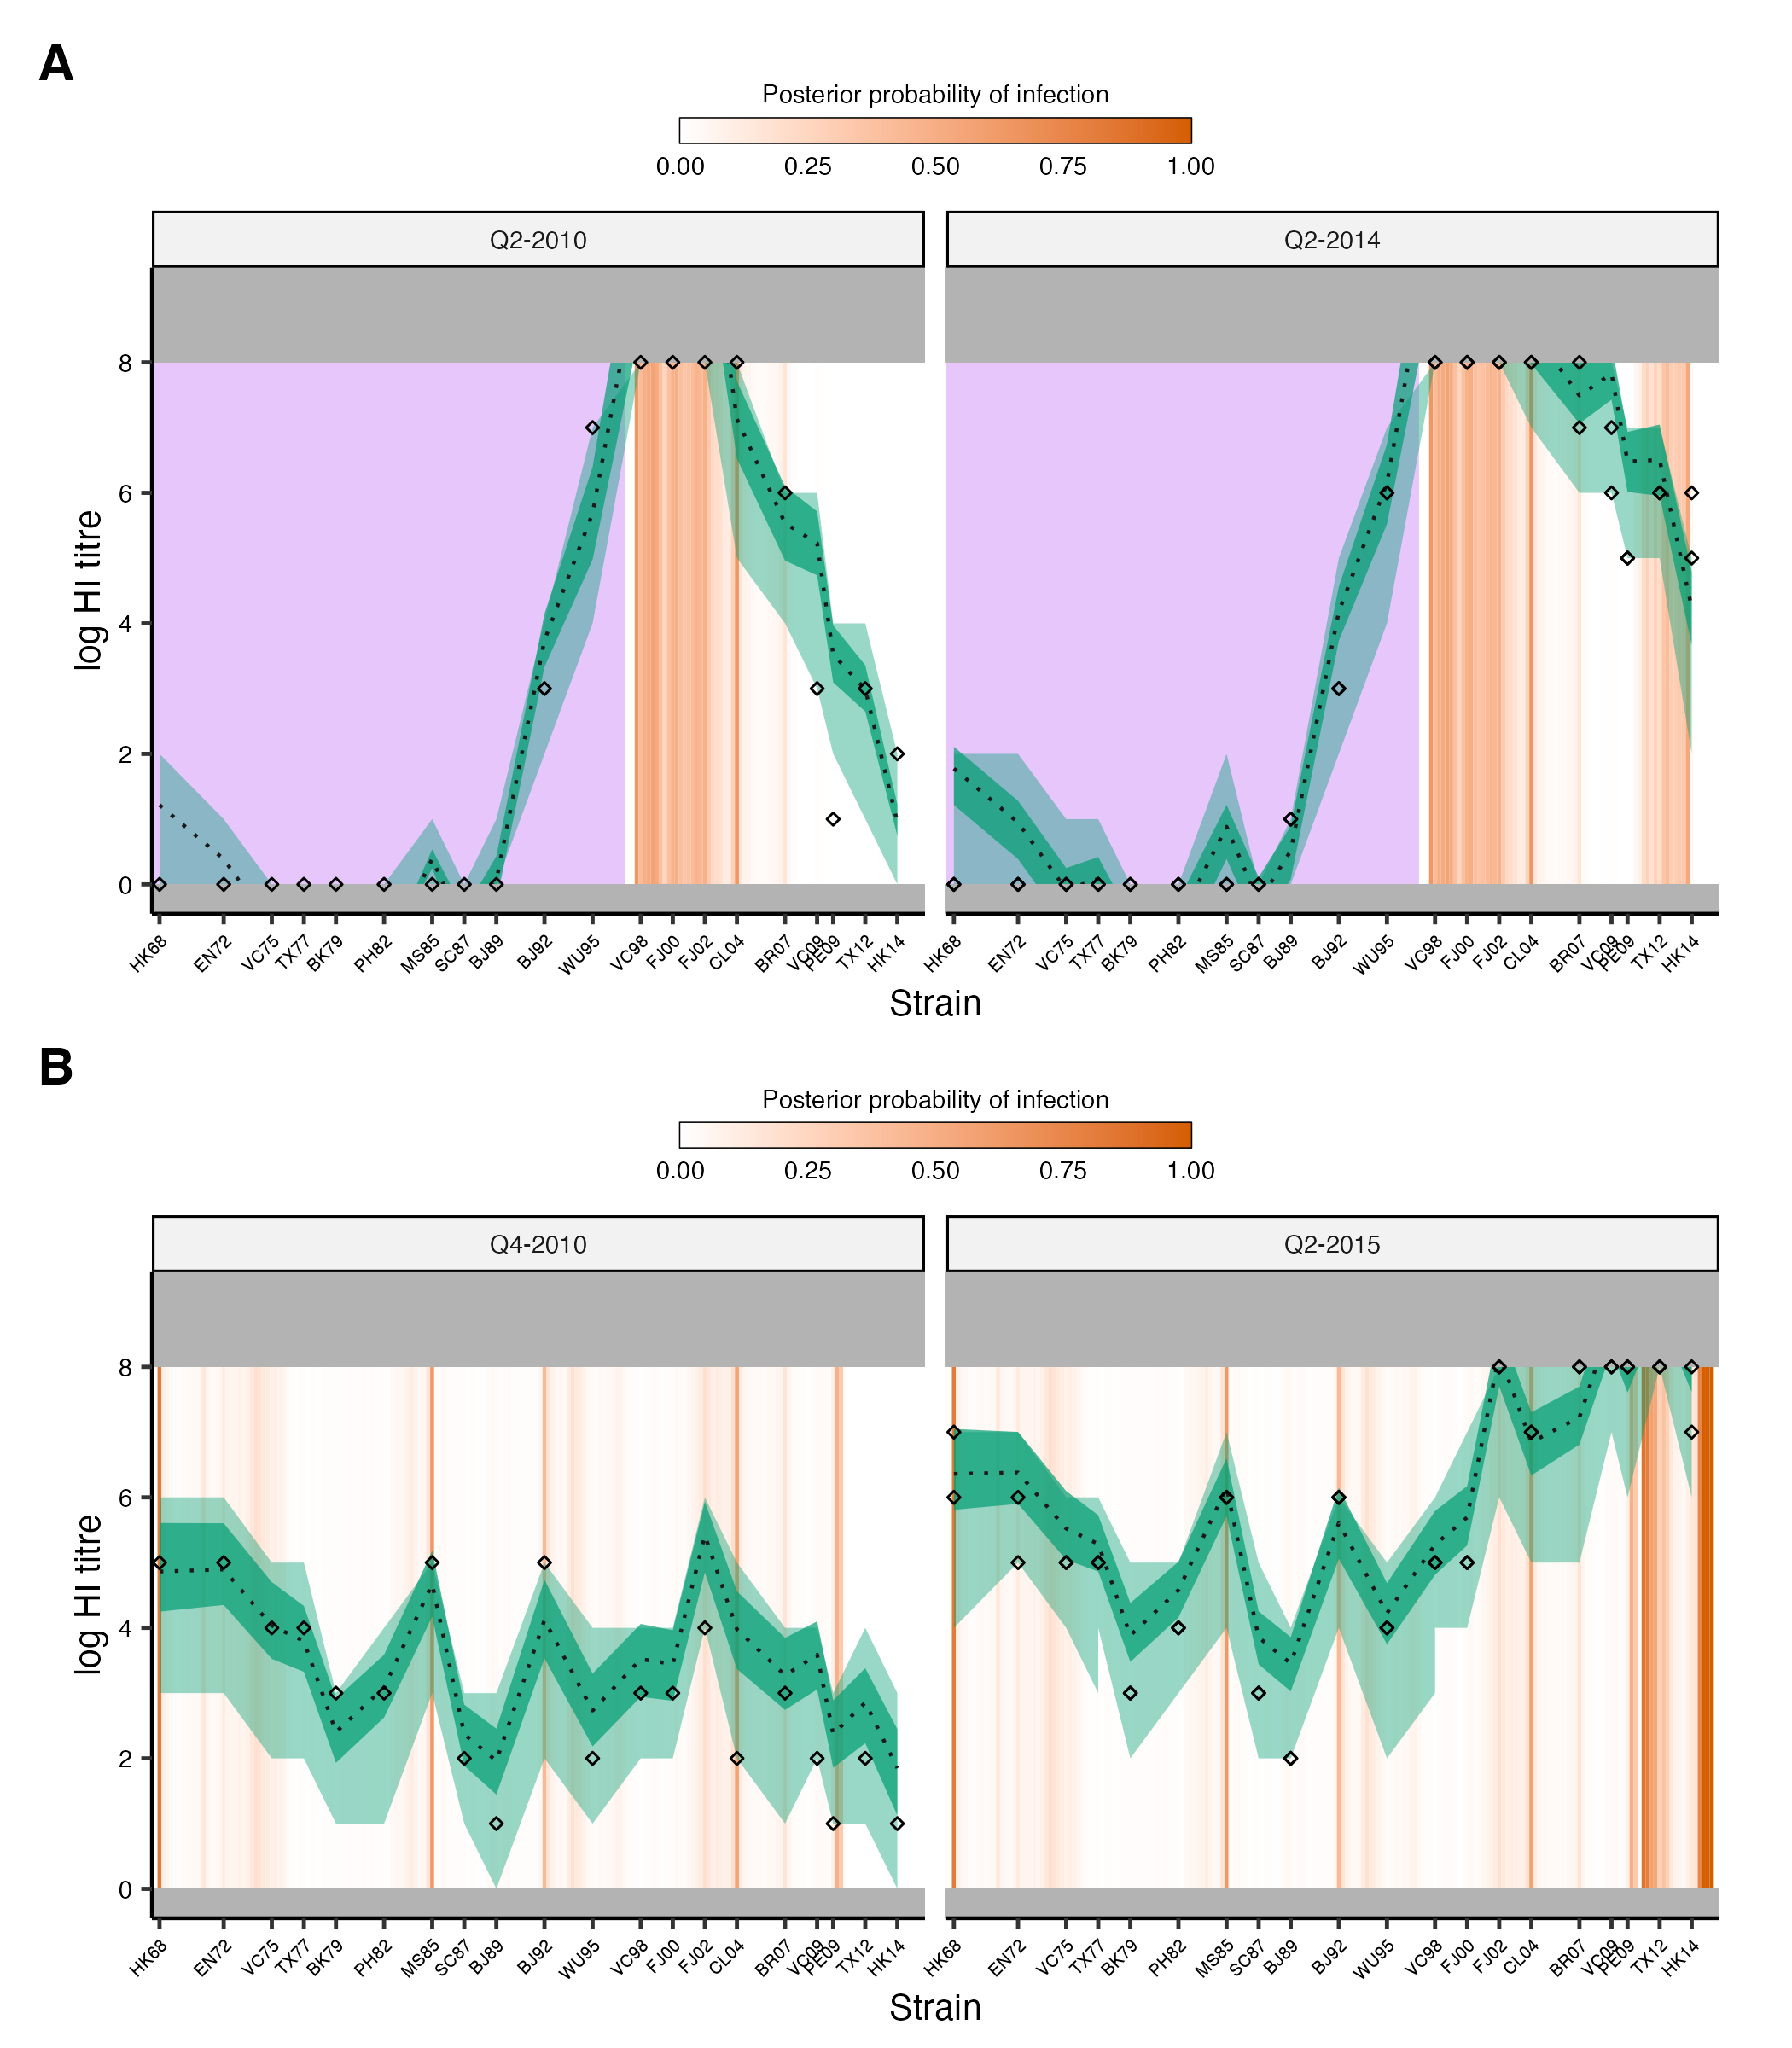 A
Posterior probability of infection
0.00 0.25 0.50 0.75 1.00
Q2-2010 Q2-2014
8
6
4
2
0
log HI titre
HK68 EN72 VC75 TX77 BK79 PH82 MS85 SC87 BJ89 BJ92 WU95 VC98 FJ00 FJ02 CL04 BR07 VC09 PE09 TX12 HK14 HK68 EN72 VC75 TX77 BK79 PH82 MS85 SC87 BJ89 BJ92 WU95 VC98 FJ00 FJ02 CL04 BR07 VC09 PE09 TX12 HK14
Strain
B
Posterior probability of infection
0.00 0.25 0.50 0.75 1.00
Q4-2010 Q2-2015
8
6
4
2
0
log HI titre
HK68 EN72 VC75 TX77 BK79 PH82 MS85 SC87 BJ89 BJ92 WU95 VC98 FJ00 FJ02 CL04 BR07 VC09 PE09 TX12 HK14 HK68 EN72 VC75 TX77 BK79 PH82 MS85 SC87 BJ89 BJ92 WU95 VC98 FJ00 FJ02 CL04 BR07 VC09 PE09 TX12 HK14
Strain